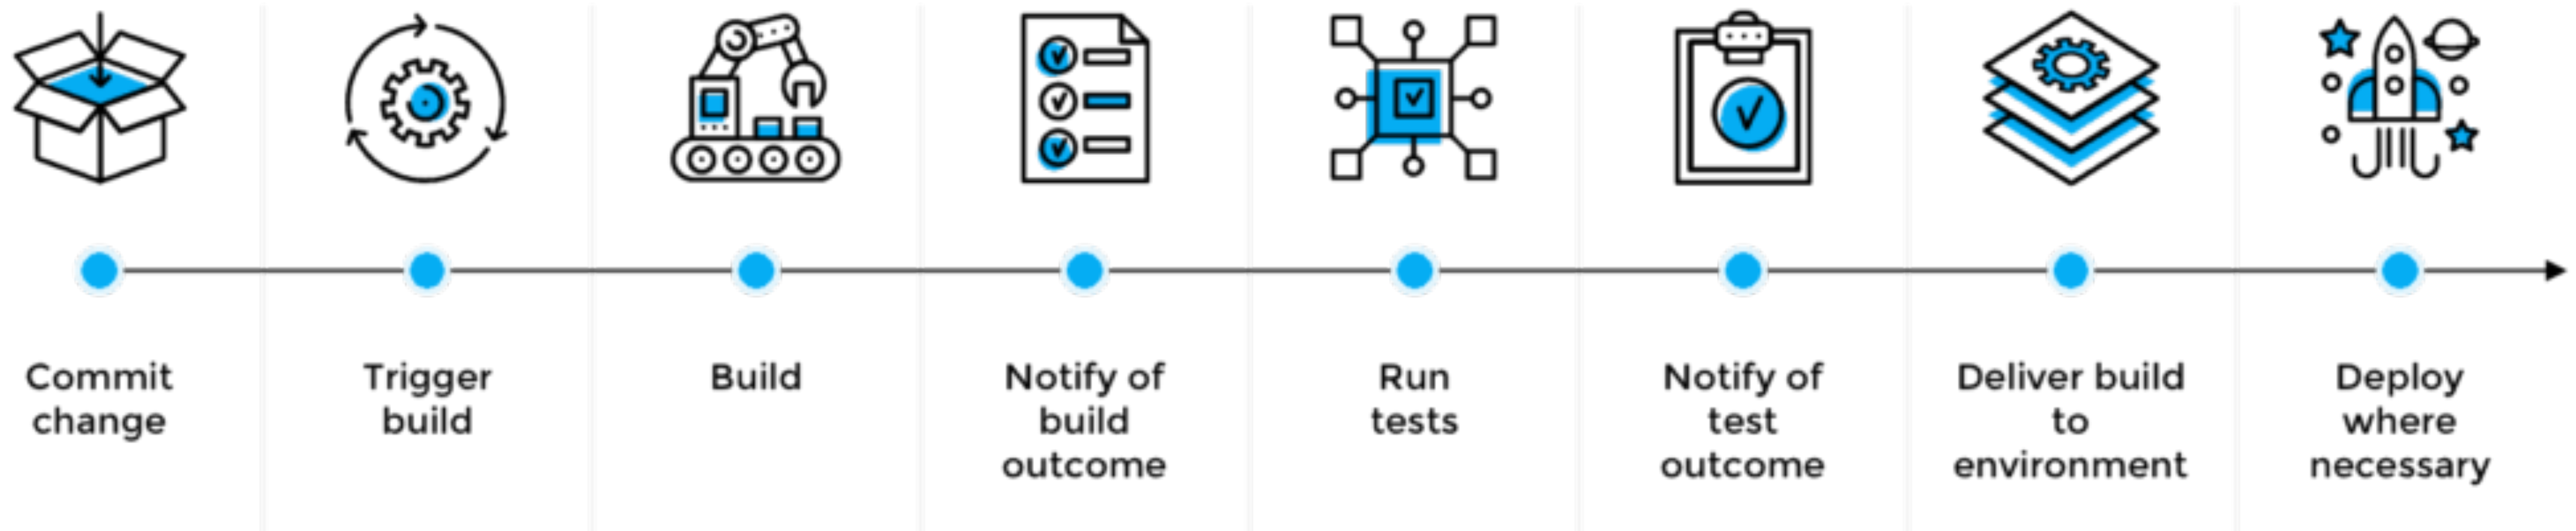 Commit
change
Trigger
build
Build
Notify of
build
outcome
Run
tests
Notify of
test
outcome
Deliver build
to
environment
Deploy
where
necessary